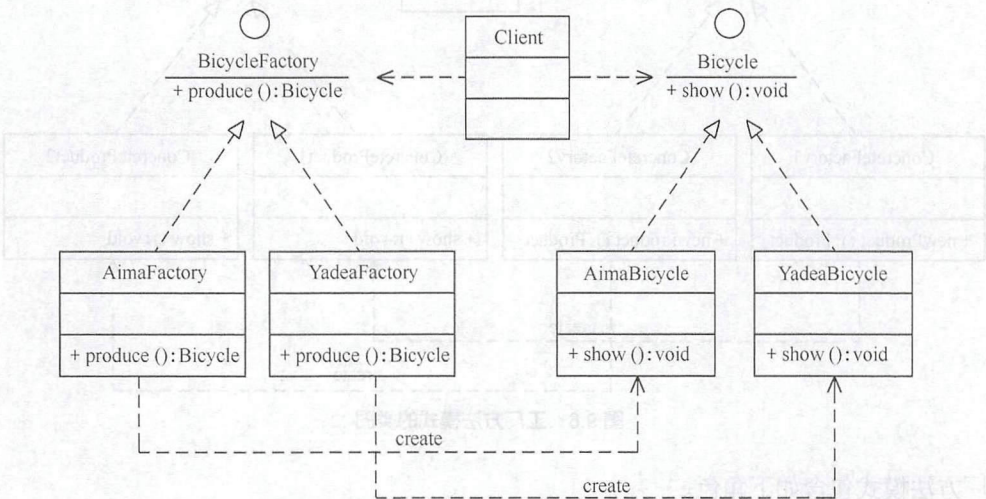 Client
BicycleFactory
+ produce ():Bicycle
Bicycle
+ show ():void
AimaFactory
+ produce ():Bicycle
YadeaFactory
+ produce ():Bicycle
AimaBicycle
+ show ():void
YadeaBicycle
+ show ():void
create
create